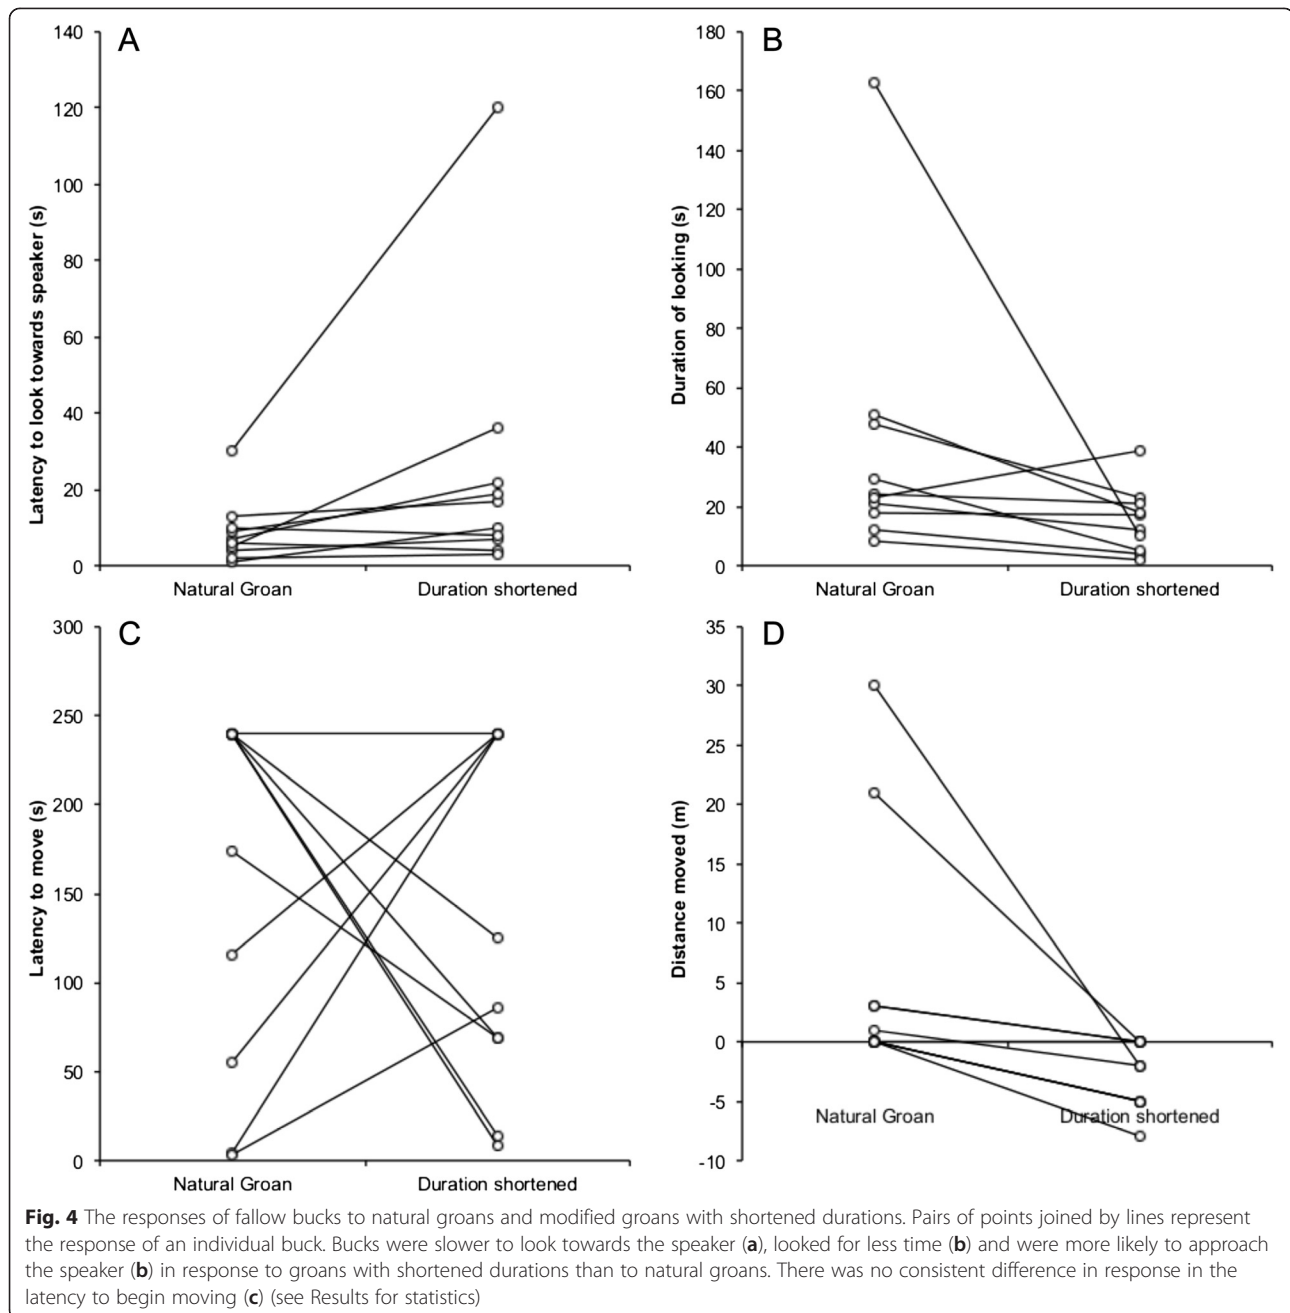 A
140
120
100
80
60
40
20
0
Latency to look towards speaker (s)
Natural Groan Duration shortened
B
180
160
140
120
100
80
60
40
20
0
Duration of looking (s)
Natural Groan Duration shortened
C
300
250
200
150
100
50
0
Latency to move (s)
Natural Groan Duration shortened
D
35
30
25
20
15
10
5
0
-5
-10
Distance moved (m)
Natural Groan Duration shortened
Fig. 4 The responses of fallow bucks to natural groans and modified groans with shortened durations. Pairs of points joined by lines represent
the response of an individual buck. Bucks were slower to look towards the speaker (a), looked for less time (b) and were more likely to approach
the speaker (b) in response to groans with shortened durations than to natural groans. There was no consistent difference in response in the
latency to begin moving (c) (see Results for statistics)